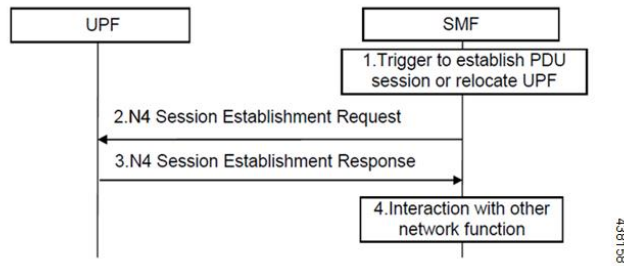 UPF
SMF
1.Trigger to establish PDU
session or relocate UPF
2.N4 Session Establishment Request
3.N4 Session Establishment Response
4.Interaction with other
network function